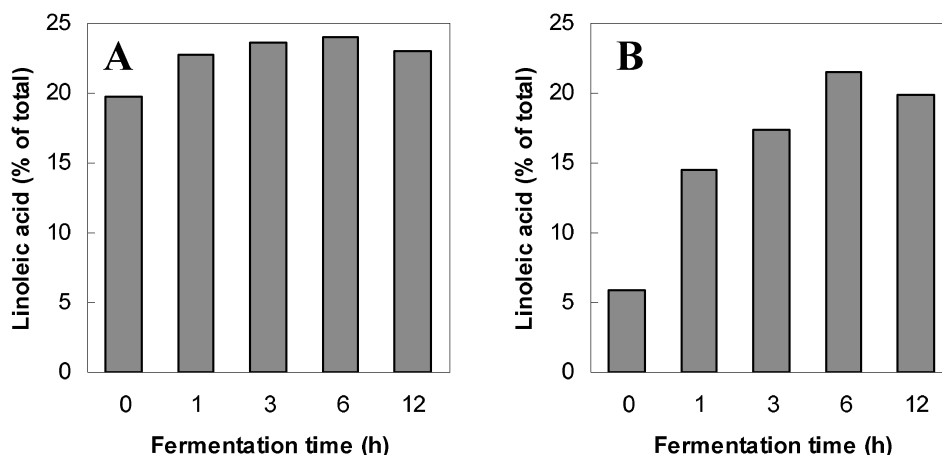 A
Linoleic acid (% of total)
25
20
15
10
5
0
0 1 3 6 12
Fermentation time (h)
B
Linoleic acid (% of total)
25
20
15
10
5
0
0 1 3 6 12
Fermentation time (h)